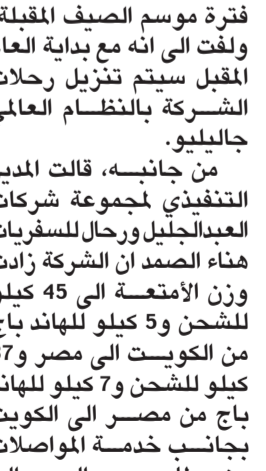 فترة موسم الصيف المقبلة
ولفت الى انه مع بداية
المقبل سيتم تنزيل رحلات
الشركة بالنظام العالمي
جاليليو.
من جانبه، قالت
التنفيذي لمجموعة شركات
العبدالجليل ورحال للسفريات
هناء الصمد ان الشركة زادت
وزن الأمتعة الى 45 كيلو
للشحن و5 كيلو للهاند باج
من الكويت الى مصر و37
كيلو للشحن و7 كيلو للهاند
باج من مصر الى الكويت
بجانب خدمة المواصلات